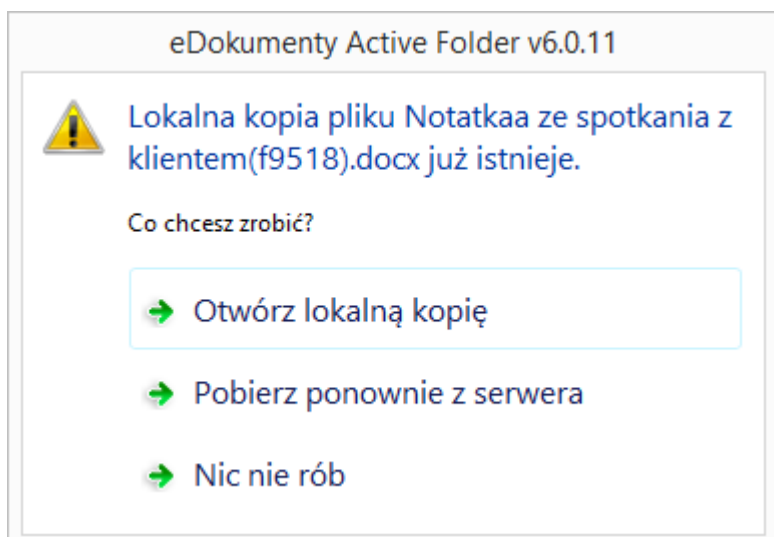 eDokumenty Active Folder v6.0.11
Lokalna kopia pliku Notatkaa ze spotkania z
klientem(f9518).docx już istnieje.
Co chcesz zrobić?
Otwórz lokalną kopię
Pobierz ponownie z serwera
Nic nie rób